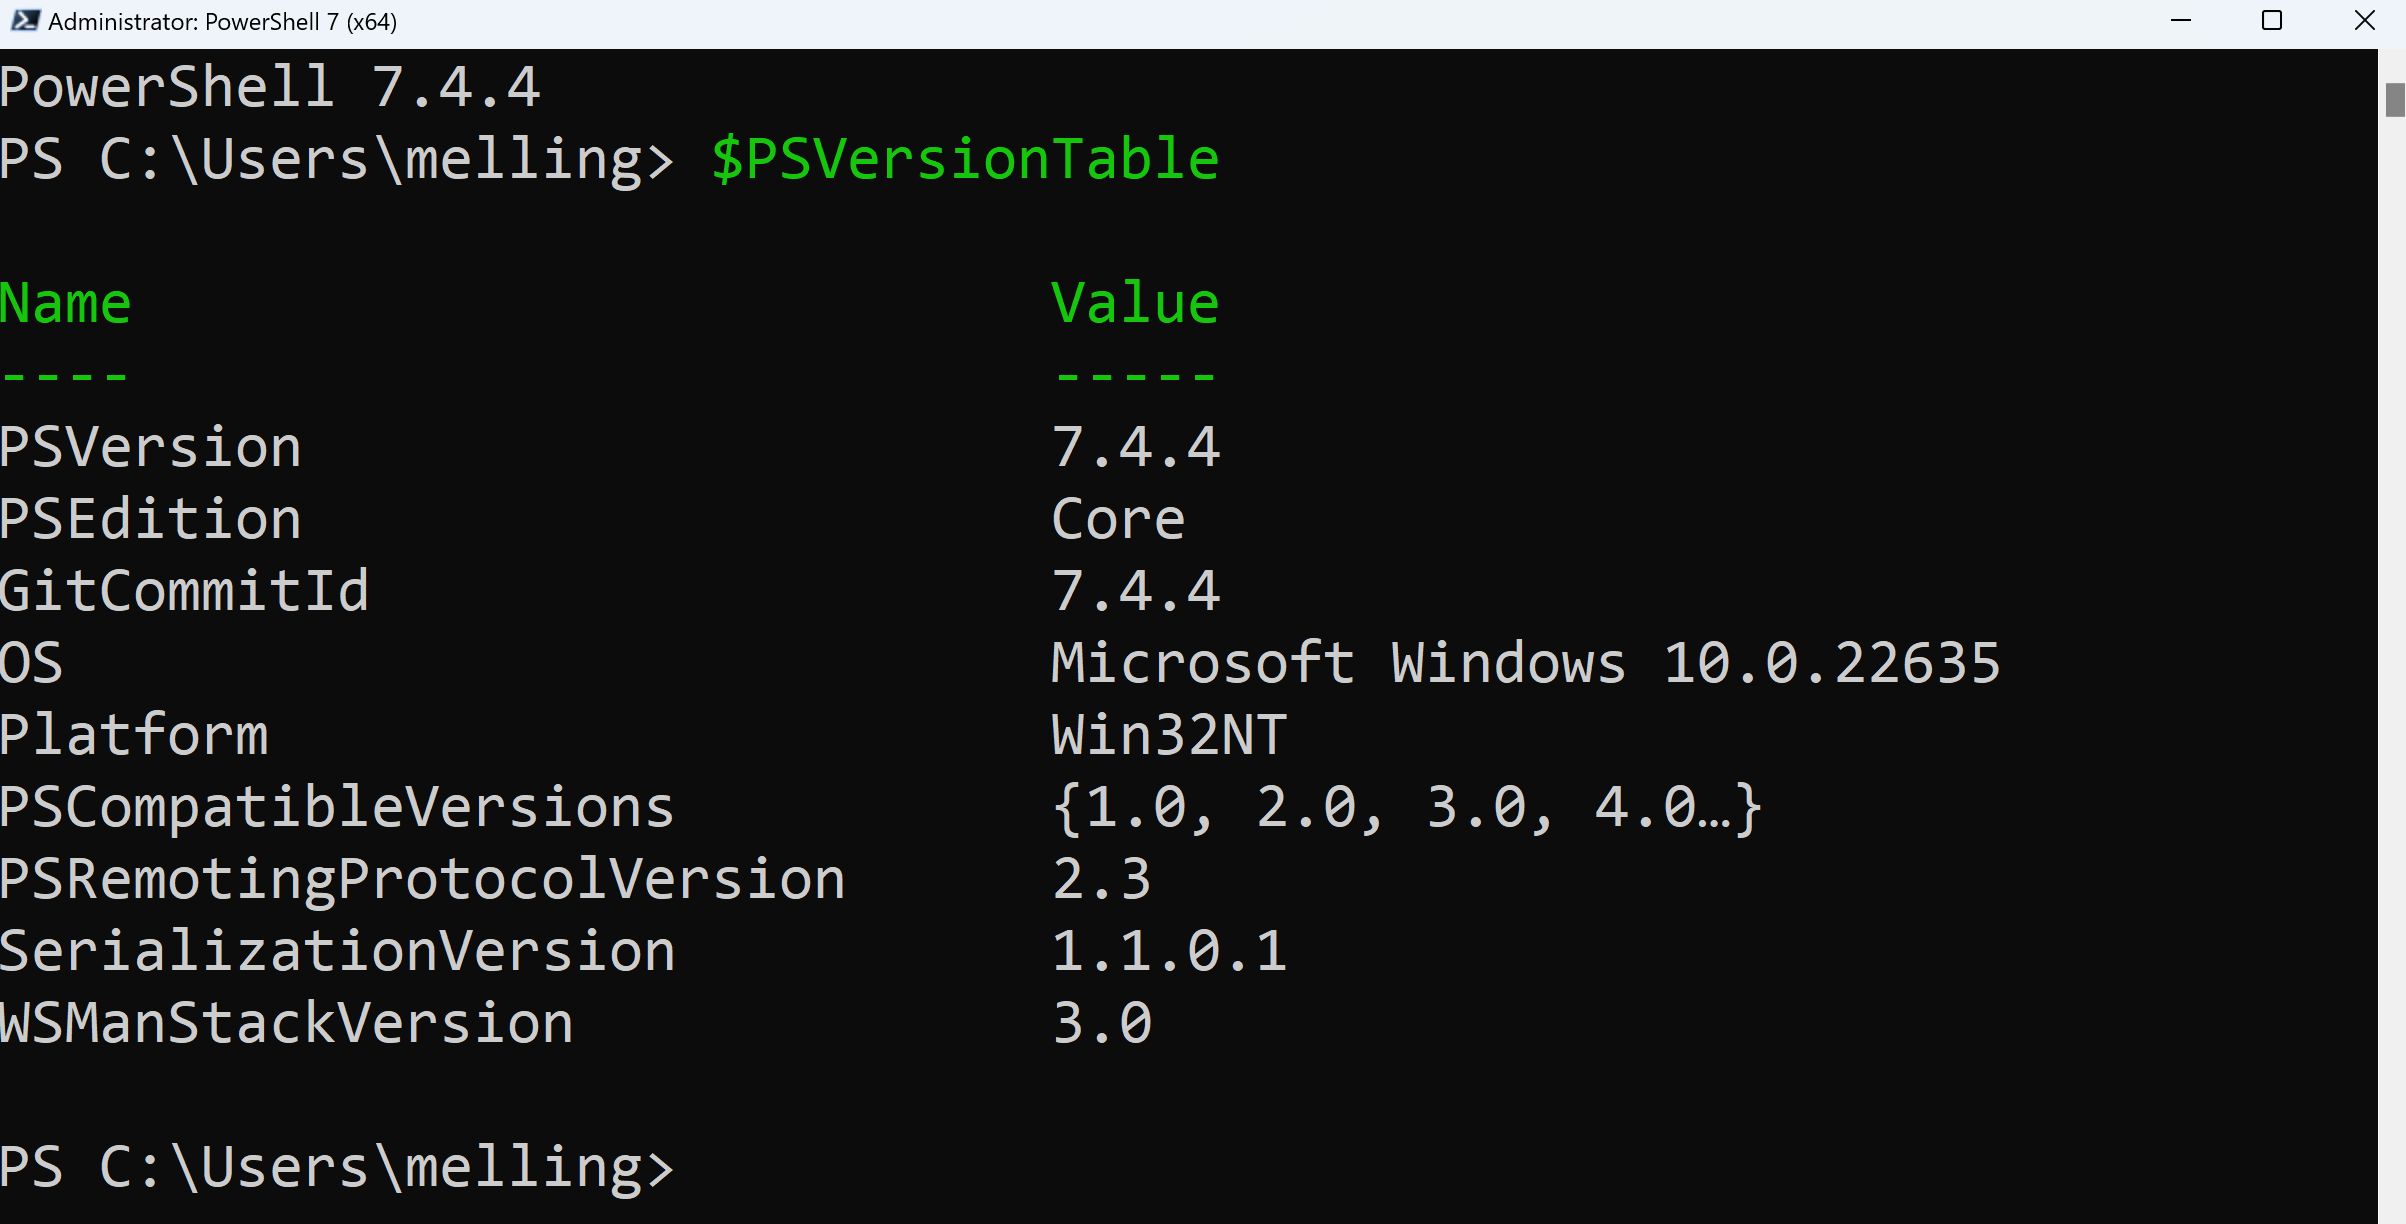 Administrator: PowerShell 7 (x64)
PowerShell 7.4.4
PS C:\Users\melling> $PSVersionTable
Name                           Value
----                           -----
PSVersion                      7.4.4
PSEdition                      Core
GitCommitId                    7.4.4
OS                             Microsoft Windows 10.0.22635
Platform                       Win32NT
PSCompatibleVersions           {1.0, 2.0, 3.0, 4.0…}
PSRemotingProtocolVersion      2.3
SerializationVersion           1.1.0.1
WSManStackVersion              3.0
PS C:\Users\melling>